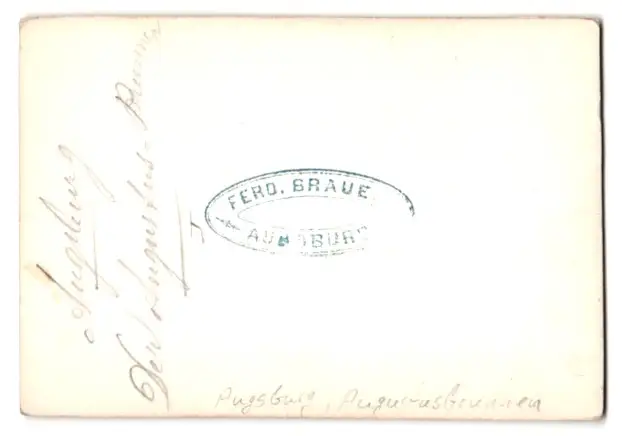 Augsburg
Der Augustus-Brunnen
FERD. BRAUE
AUGSBURG
Augsburg, Augustusbrunnen